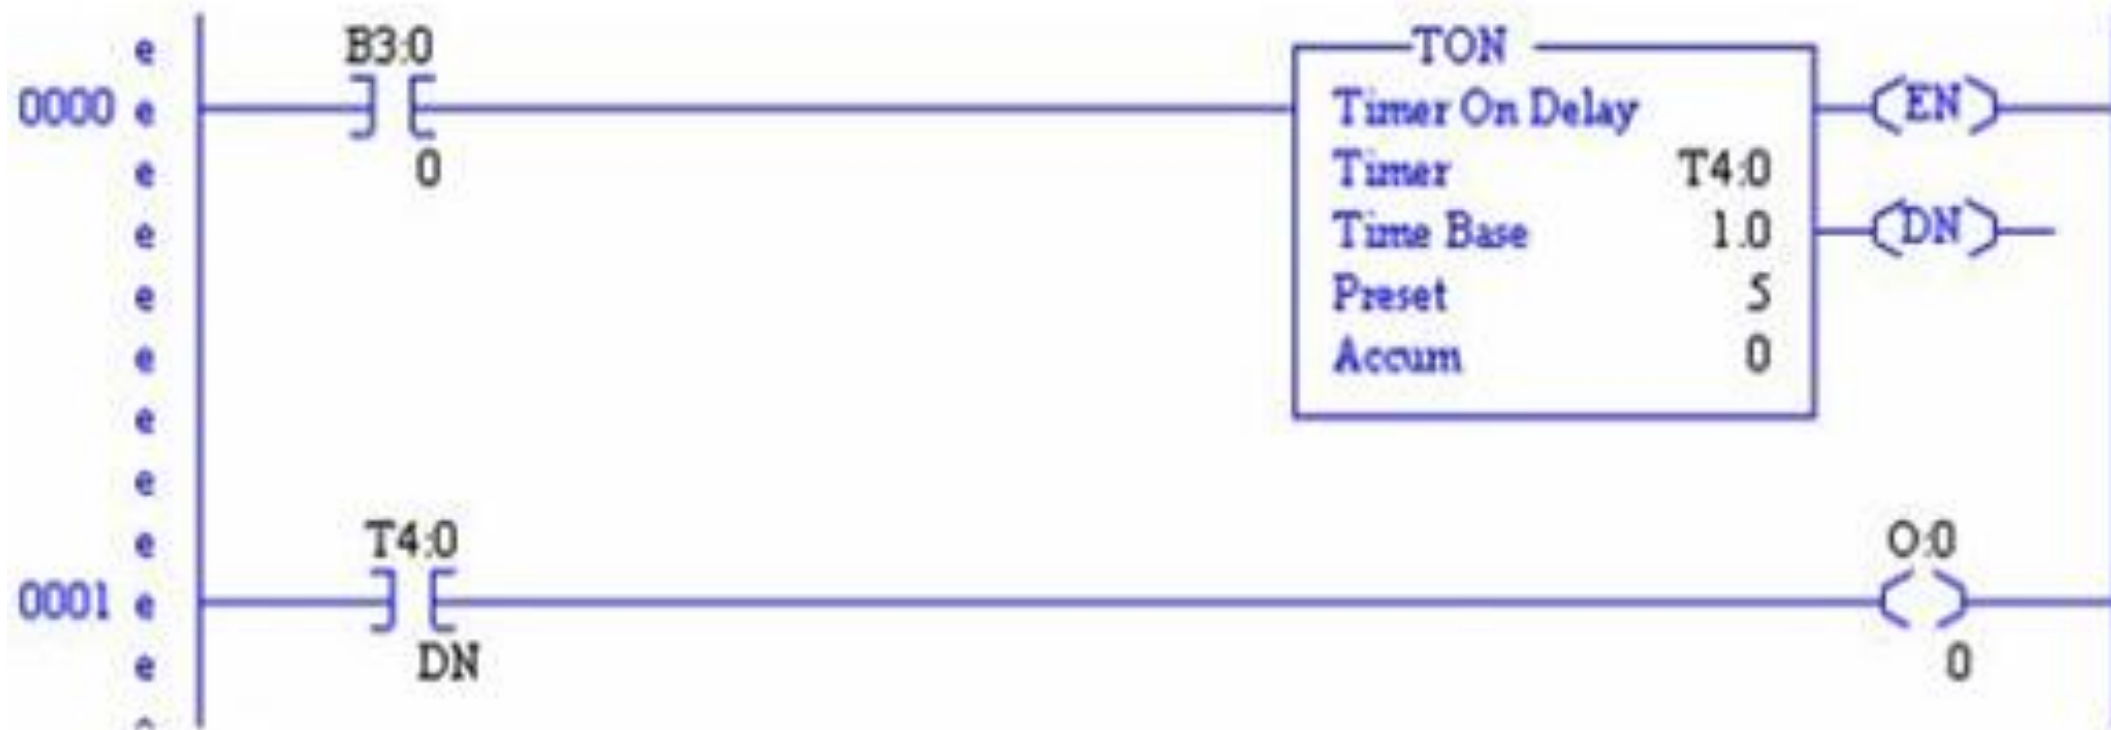 e
B3:0
TON
0000 e
Timer On Delay
EN
e
0
Timer T4:0
e
Time Base 1.0
DN
e
Preset 5
e
Accum 0
e
e
e
T4:0
O:0
0001 e
e
DN
0